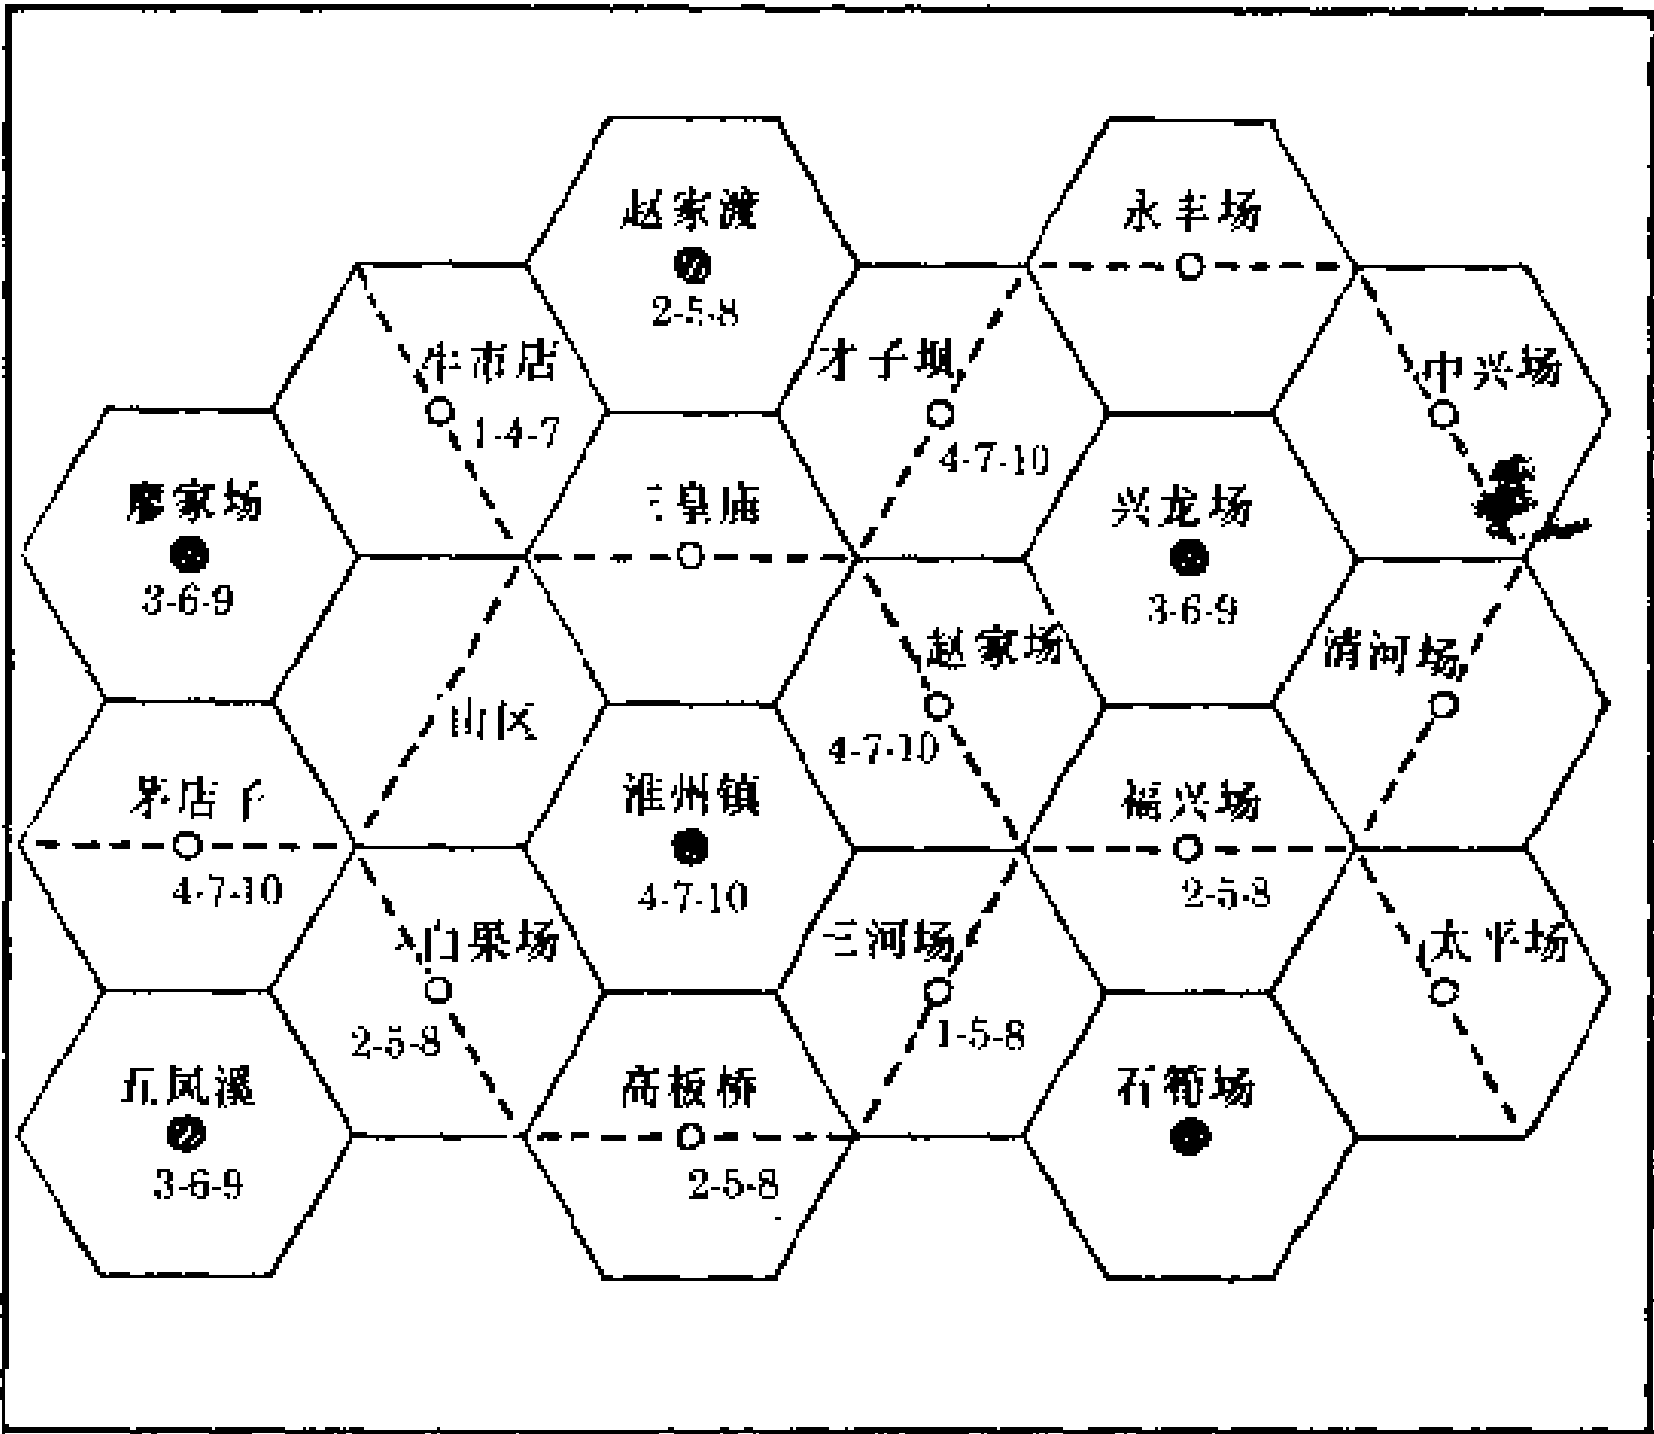 赵家渡
2-5-8
永丰场
牛市店
1-4-7
才子坝
4-7-10
中兴场
廖家场
3-6-9
三皇庙
兴龙场
3-6-9
赵家场
4-7-10
清河场
山区
茅店子
4-7-10
淮州镇
4-7-10
福兴场
2-5-8
白果场
2-5-8
三河场
1-5-8
太平场
五凤溪
3-6-9
高板桥
2-5-8
石筍场